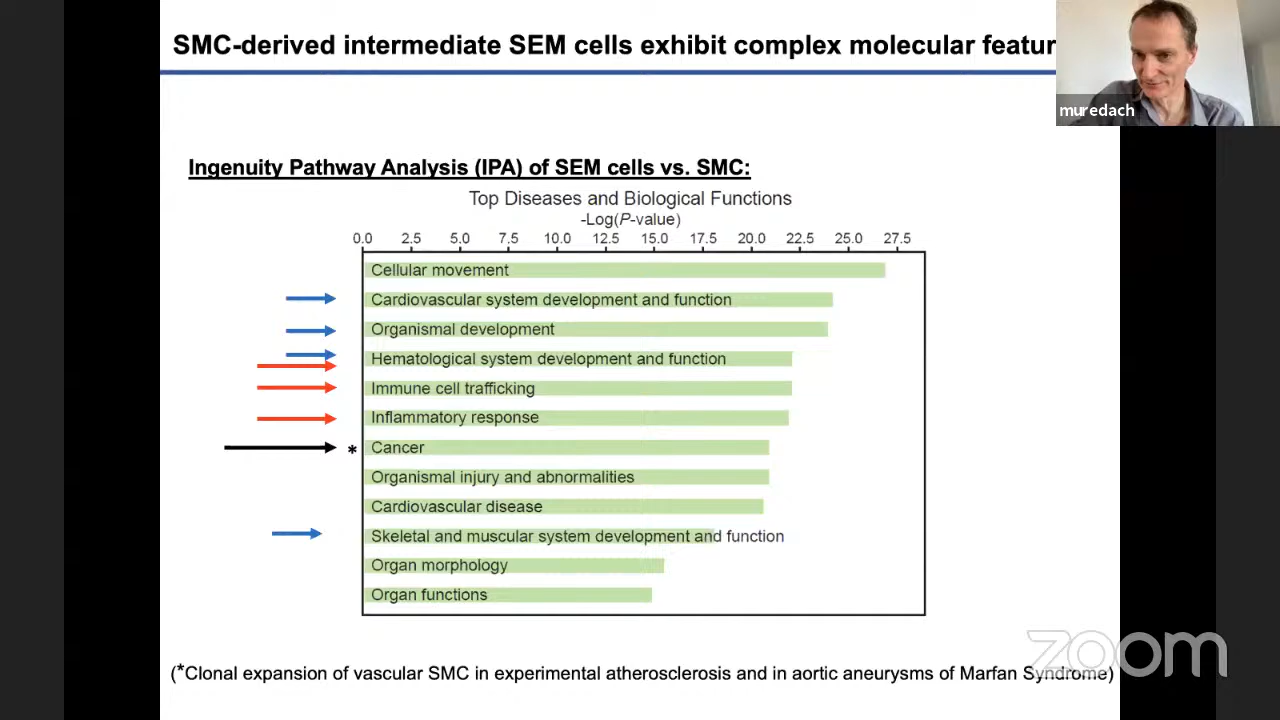 SMC-derived intermediate SEM cells exhibit complex molecular featur
muredach
Ingenuity Pathway Analysis (IPA) of SEM cells vs. SMC:
Top Diseases and Biological Functions
-Log(P-value)
0.0 2.5 5.0 7.5 10.0 12.5 15.0 17.5 20.0 22.5 25.0 27.5
Cellular movement
Cardiovascular system development and function
Organismal development
Hematological system development and function
Immune cell trafficking
Inflammatory response
* Cancer
Organismal injury and abnormalities
Cardiovascular disease
Skeletal and muscular system development and function
Organ morphology
Organ functions
zoom
(*Clonal expansion of vascular SMC in experimental atherosclerosis and in aortic aneurysms of Marfan Syndrome)